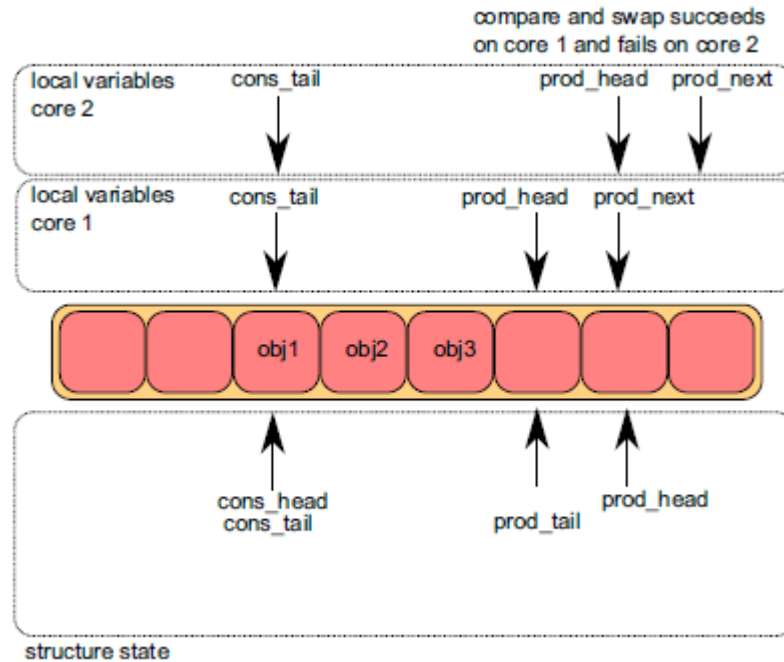 compare and swap succeeds
on core 1 and fails on core 2
local variables
core 2
cons_tail
prod_head
prod_next
local variables
core 1
cons_tail
prod_head
prod_next
obj1
obj2
obj3
cons_head
cons_tail
prod_tail
prod_head
structure state